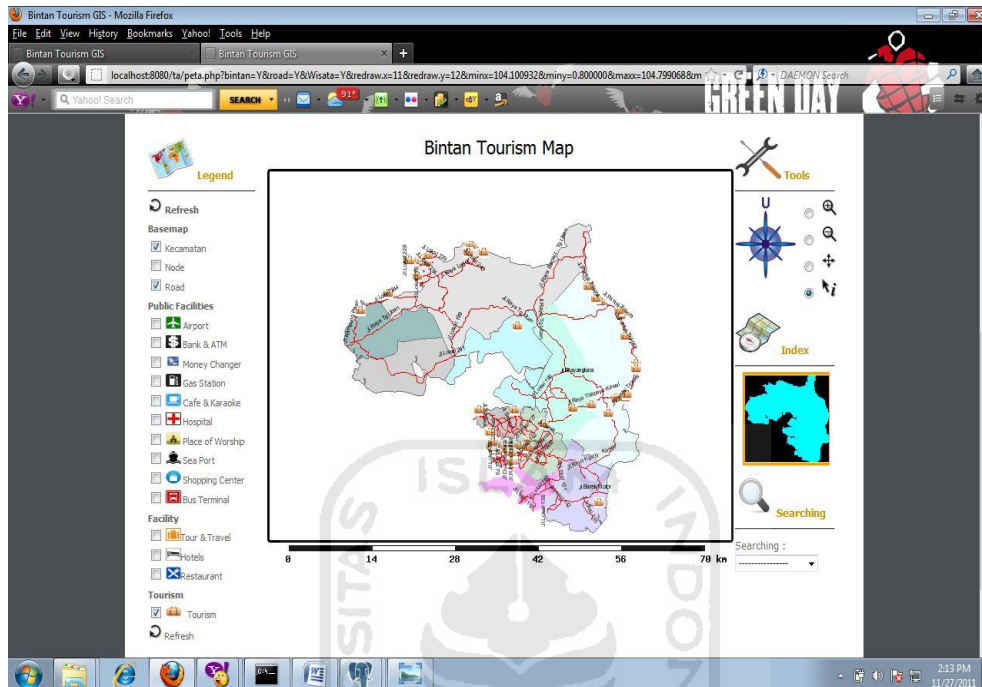 Bintan Tourism GIS - Mozilla Firefox
File Edit View History Bookmarks Yahoo! Tools Help
Bintan Tourism GIS × Bintan Tourism GIS × +
localhost:8080/ta/peta.php?bintan=Y&road=Y&Wisata=Y&redraw.x=11&redraw.y=12&minx=104.100932&miny=0.800000&maxx=104.799068&m
DAEMON Search
Y! Yahoo! Search SEARCH 91° eY a
GREEN DAY
Bintan Tourism Map
Legend
Refresh
Basemap
Kecamatan
Node
Road
Public Facilities
Airport
Bank & ATM
Money Changer
Gas Station
Cafe & Karaoke
Hospital
Place of Worship
Sea Port
Shopping Center
Bus Terminal
Facility
Tour & Travel
Hotels
Restaurant
Tourism
Tourism
Refresh
0 14 28 42 56 70 km
Tools
U
i
Index
Searching
Searching :
----------------
ISLAM
SITAS
INDON
2:13 PM
11/27/2011